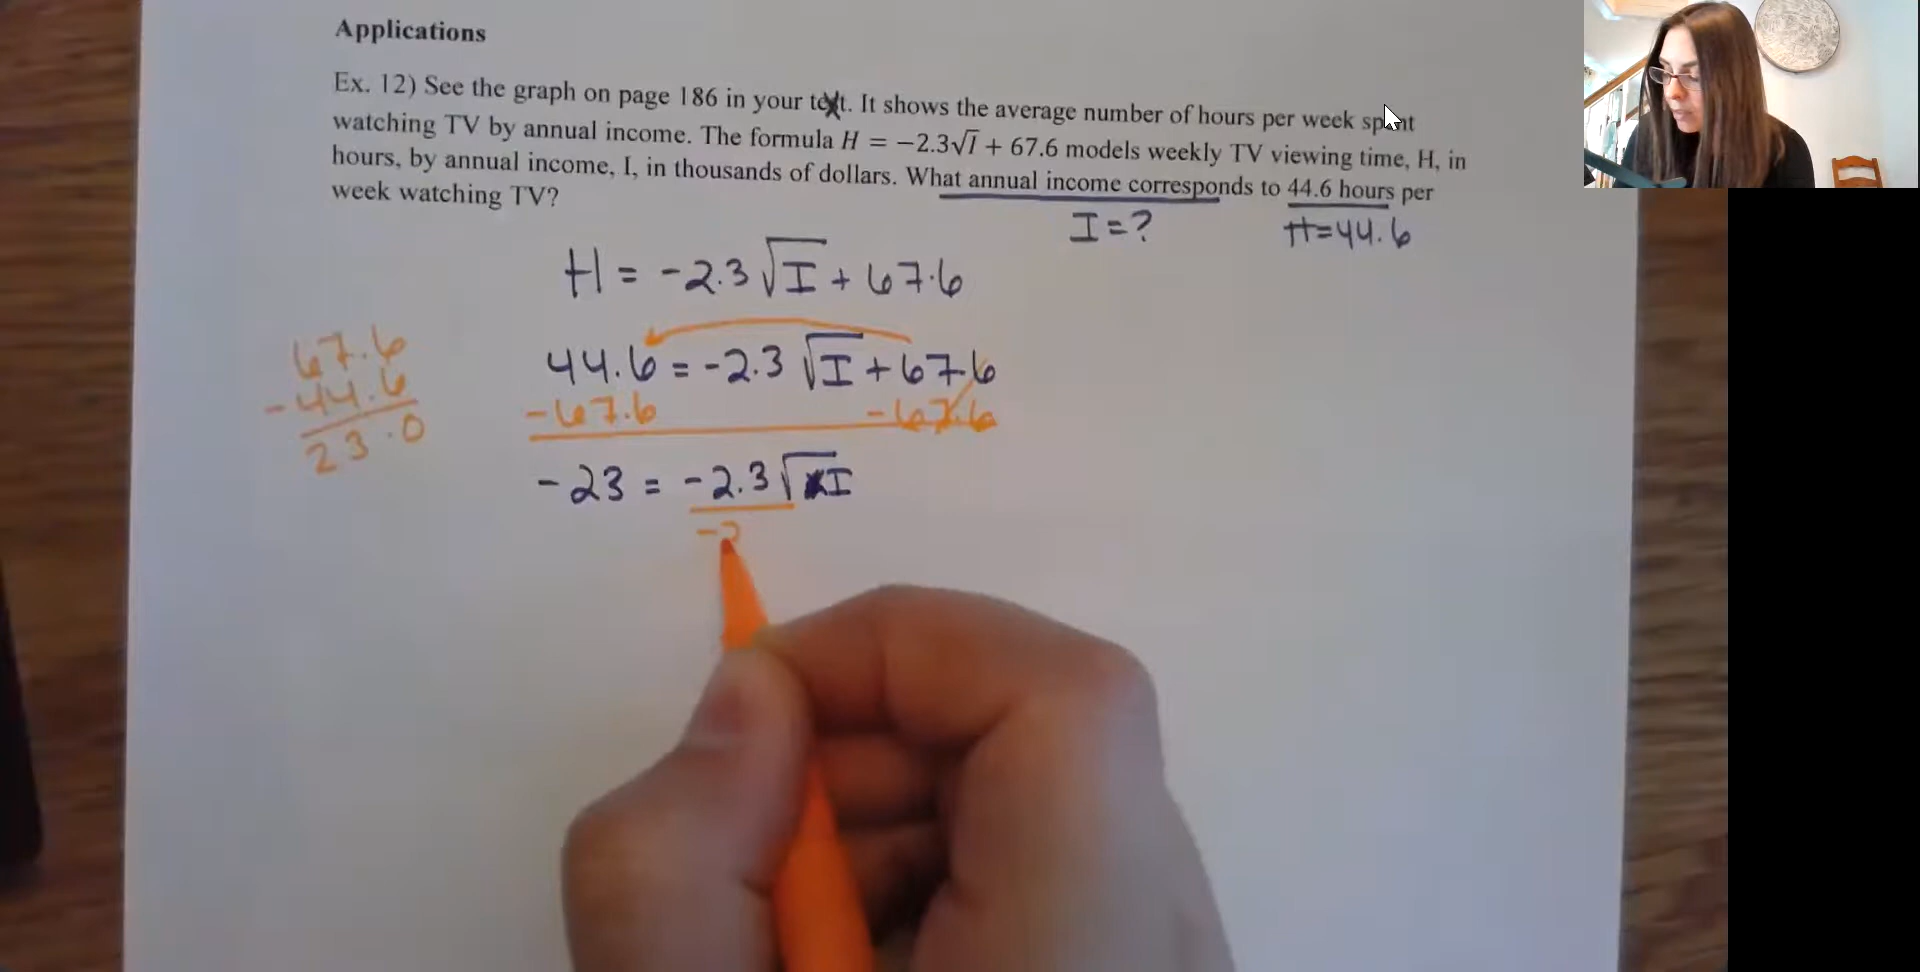 Applications
Ex. 12) See the graph on page 186 in your text. It shows the average number of hours per week spent
watching TV by annual income. The formula H = −2.3√I + 67.6 models weekly TV viewing time, H, in
hours, by annual income, I, in thousands of dollars. What annual income corresponds to 44.6 hours per
week watching TV?
I = ?
H=44.6
H = -2.3 √I + 67.6
67.6
- 44.6
23.0
44.6 = -2.3 √I + 67.6
-67.6 -67.6
-23 = -2.3 √I
-2